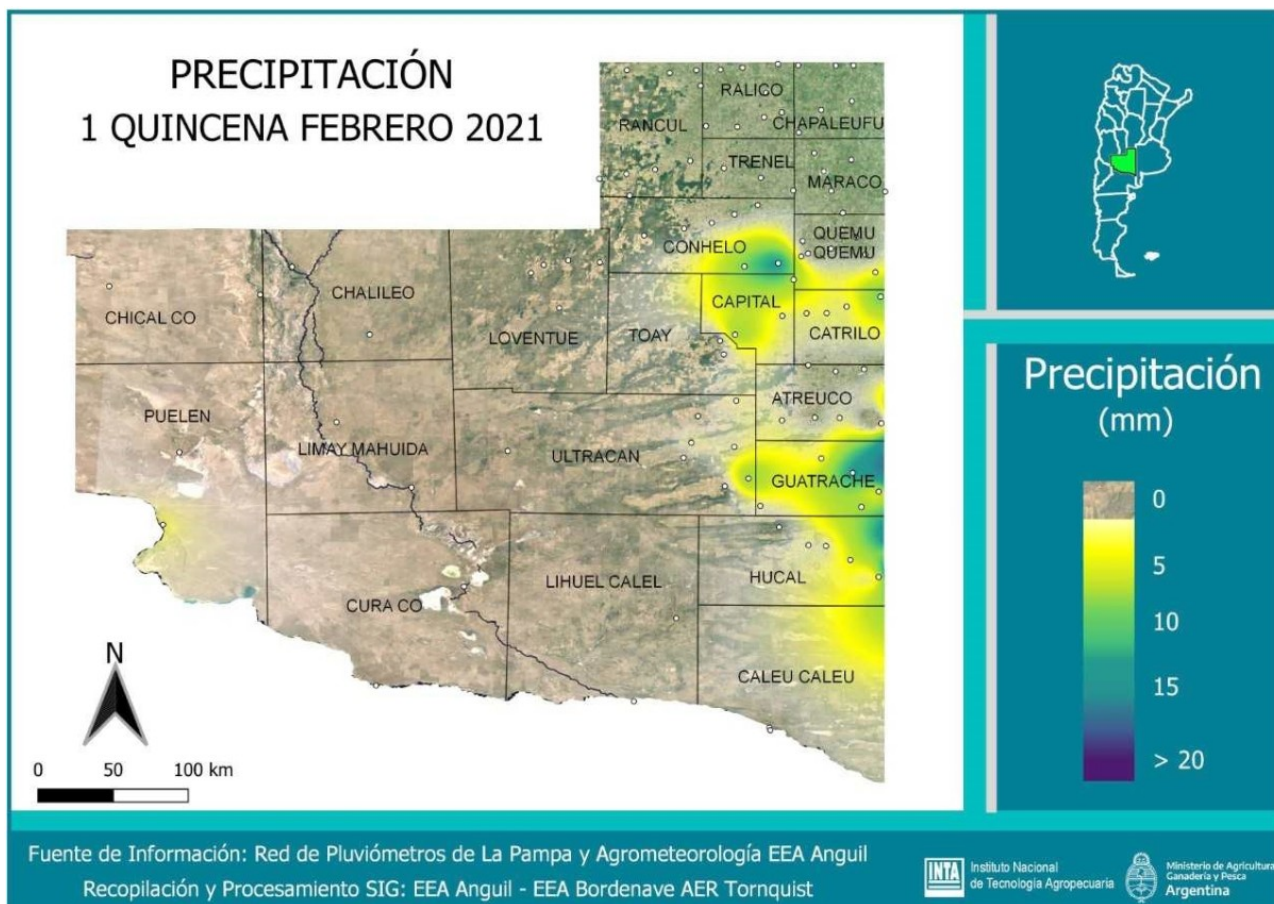 PRECIPITACIÓN
1 QUINCENA FEBRERO 2021
RALICO
RANCUL
CHAPALEUFU
TRENEL
MARACO
CONHELO
QUEMU
QUEMU
CHICAL CO
CHALILEO
LOVENTUE
TOAY
CAPITAL
CATRILO
PUELEN
LIMAY MAHUIDA
ULTRACAN
ATREUCO
GUATRACHE
CURA CO
LIHUEL CALEL
HUCAL
CALEU CALEU
N
0 50 100 km
Precipitación
(mm)
0
5
10
15
> 20
Fuente de Información: Red de Pluviómetros de La Pampa y Agrometeorología EEA Anguil
Recopilación y Procesamiento SIG: EEA Anguil - EEA Bordenave AER Tornquist
INTA
Instituto Nacional
de Tecnología Agropecuaria
Ministerio de Agricultura
Ganadería y Pesca
Argentina